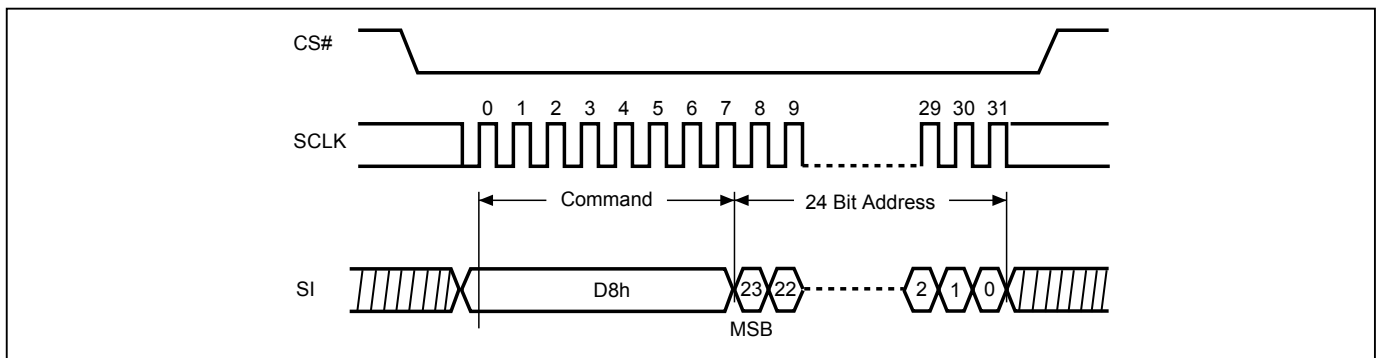 CS#
0 1 2 3 4 5 6 7 8 9 29 30 31
SCLK
Command 24 Bit Address
SI D8h 23 22 2 1 0
MSB